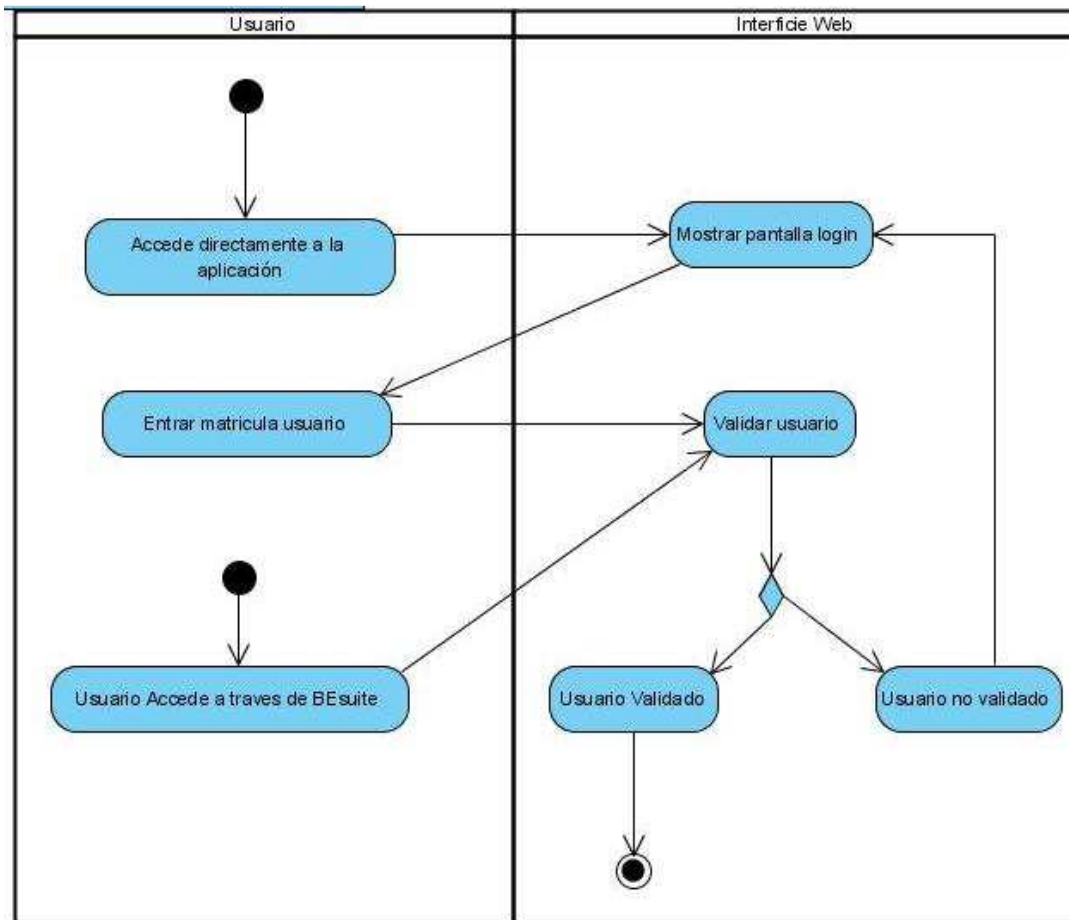 Usuario
Interficie Web
Accede directamente a la
aplicación
Mostrar pantalla login
Entrar matricula usuario
Validar usuario
Usuario Accede a traves de BEsuite
Usuario Validado
Usuario no validado